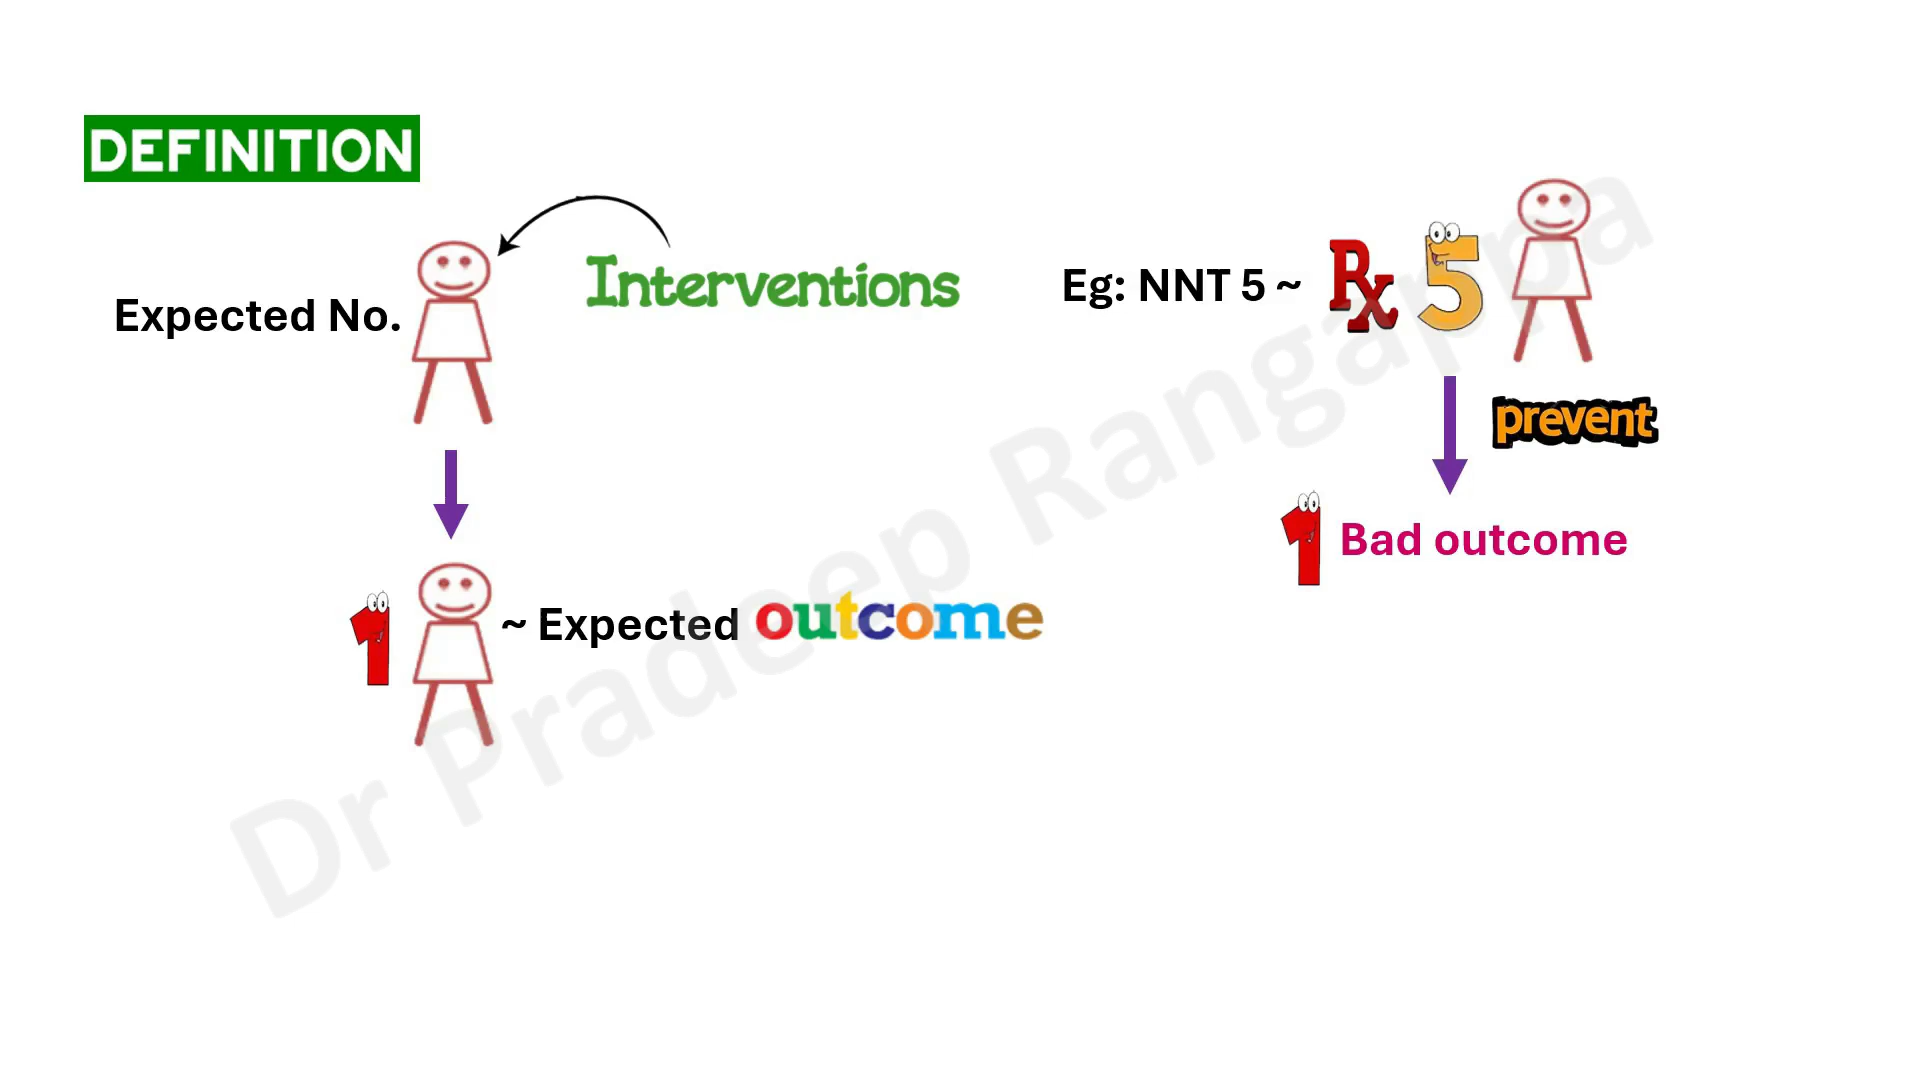 DEFINITION
Expected No.
Interventions
1 ~ Expected outcome
Eg: NNT 5 ~ Rx 5
prevent
1 Bad outcome
Dr Pradeep Rangappa